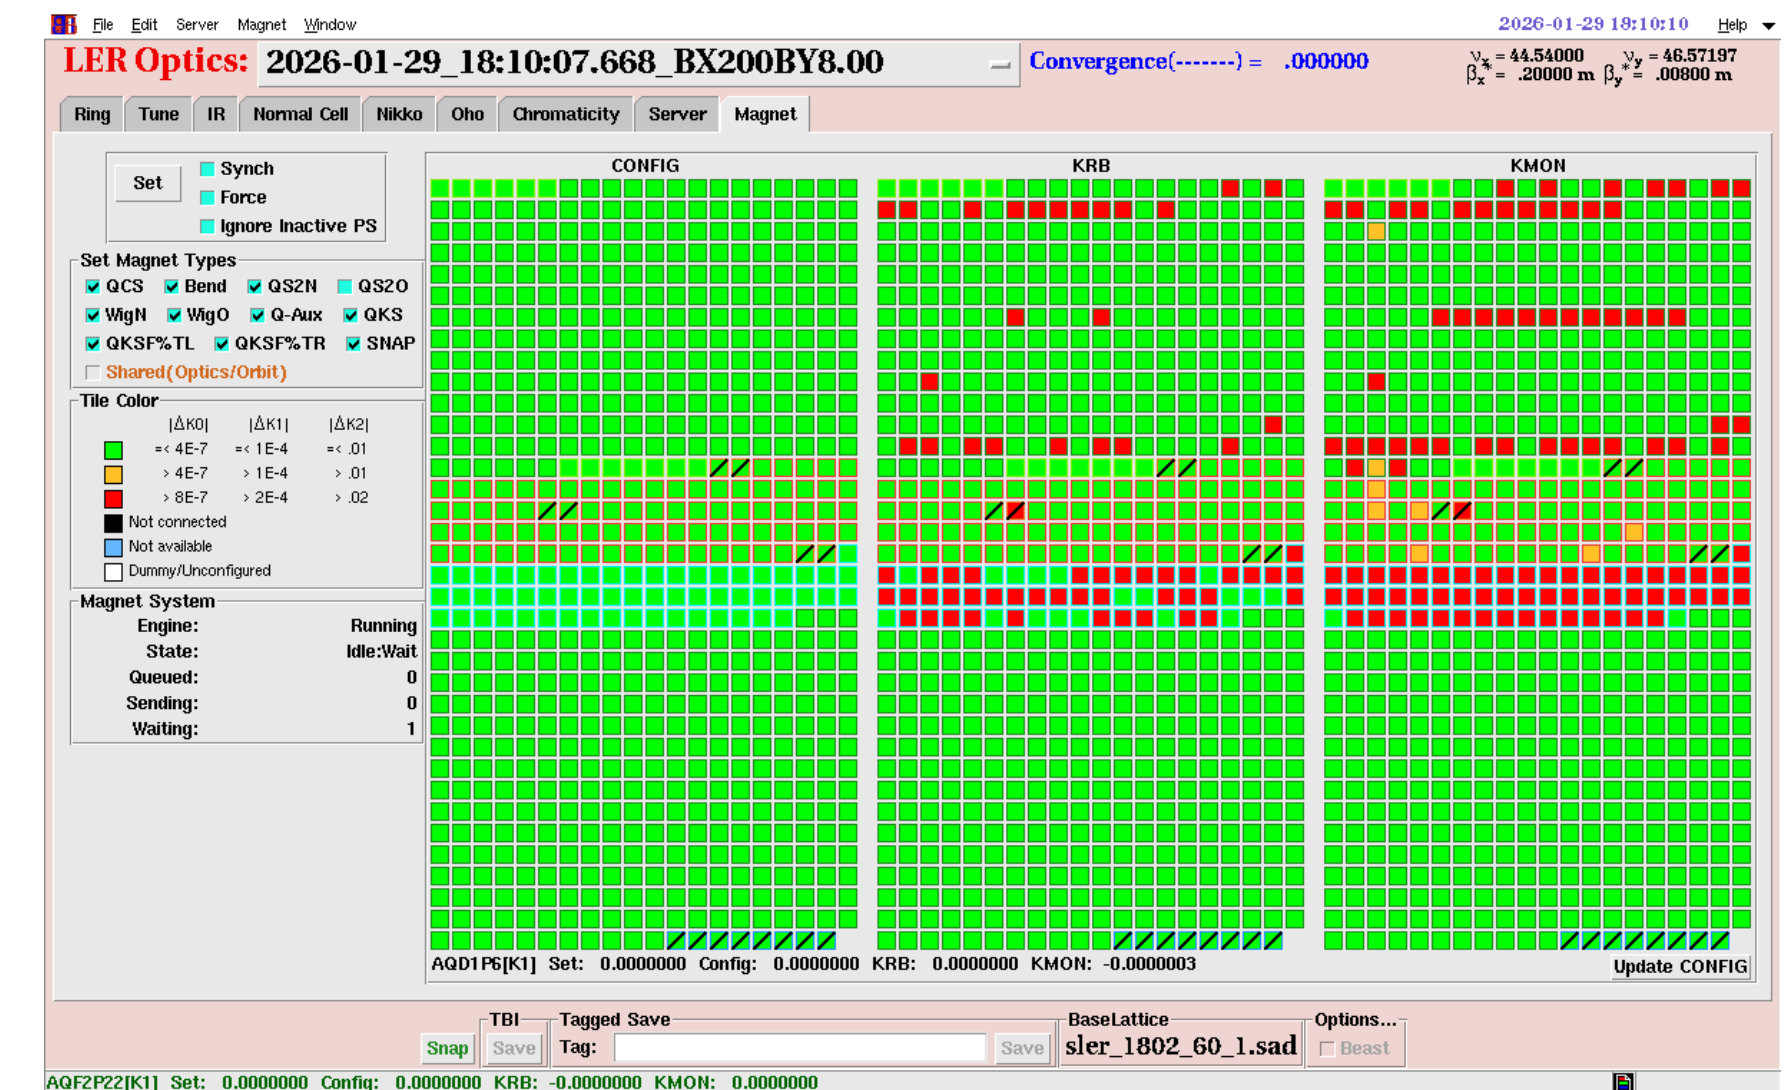 File Edit Server Magnet Window 2026-01-29 18:10:10 Help
LER Optics: 2026-01-29_18:10:07.668_BX200BY8.00 Convergence(-------) = .000000 νx = 44.54000 νy = 46.57197
βx* = .20000 m βy* = .00800 m
Ring Tune IR Normal Cell Nikko Oho Chromaticity Server Magnet
Set
Synch
Force
Ignore Inactive PS
Set Magnet Types
QCS Bend QS2N QS2O
WigN WigO Q-Aux QKS
QKSF%TL QKSF%TR SNAP
Shared(Optics/Orbit)
Tile Color
|ΔK0| |ΔK1| |ΔK2|
=< 4E-7 =< 1E-4 =< .01
> 4E-7 > 1E-4 > .01
> 8E-7 > 2E-4 > .02
Not connected
Not available
Dummy/Unconfigured
Magnet System
Engine: Running
State: Idle:Wait
Queued: 0
Sending: 0
Waiting: 1
CONFIG KRB KMON
AQD1P6[K1] Set: 0.0000000 Config: 0.0000000 KRB: 0.0000000 KMON: -0.0000003
Update CONFIG
Snap
TBI
Save
Tagged Save
Tag: Save
BaseLattice
sler_1802_60_1.sad
Options...
Beast
AQF2P22[K1] Set: 0.0000000 Config: 0.0000000 KRB: -0.0000000 KMON: 0.0000000